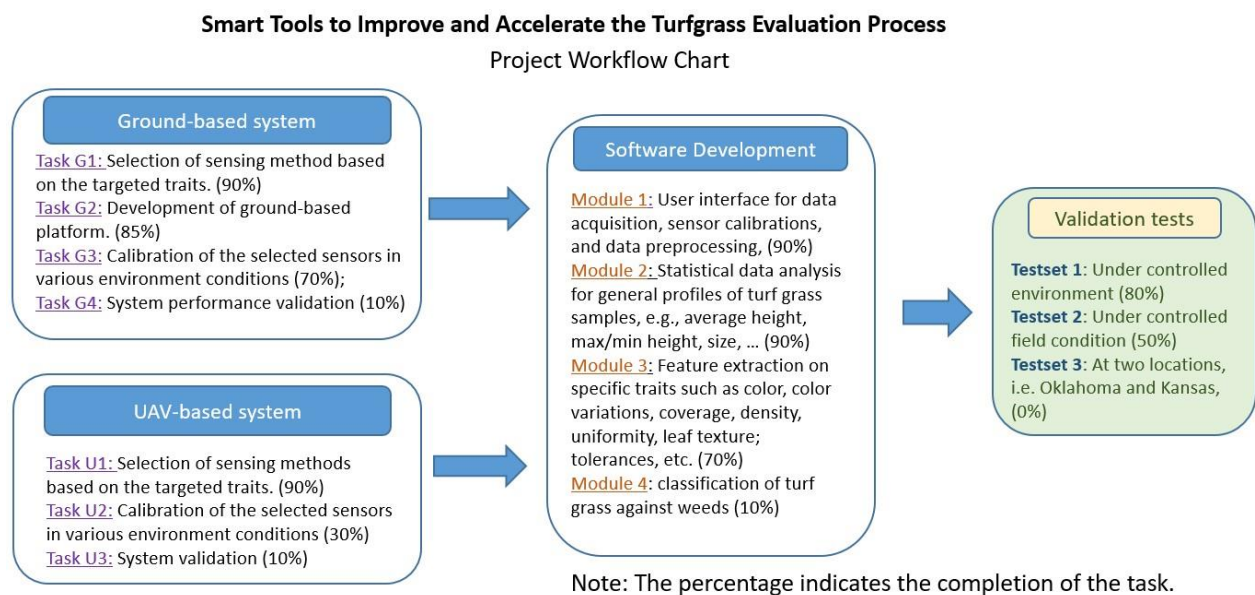 Smart Tools to Improve and Accelerate the Turfgrass Evaluation Process
Project Workflow Chart
Ground-based system
Task G1: Selection of sensing method based
on the targeted traits. (90%)
Task G2: Development of ground-based
platform. (85%)
Task G3: Calibration of the selected sensors in
various environment conditions (70%);
Task G4: System performance validation (10%)
UAV-based system
Task U1: Selection of sensing methods
based on the targeted traits. (90%)
Task U2: Calibration of the selected sensors
in various environment conditions (30%)
Task U3: System validation (10%)
Software Development
Module 1: User interface for data
acquisition, sensor calibrations,
and data preprocessing, (90%)
Module 2: Statistical data analysis
for general profiles of turf grass
samples, e.g., average height,
max/min height, size, … (90%)
Module 3: Feature extraction on
specific traits such as color, color
variations, coverage, density,
uniformity, leaf texture;
tolerances, etc. (70%)
Module 4: classification of turf
grass against weeds (10%)
Validation tests
Testset 1: Under controlled
environment (80%)
Testset 2: Under controlled
field condition (50%)
Testset 3: At two locations,
i.e. Oklahoma and Kansas,
(0%)
Note: The percentage indicates the completion of the task.